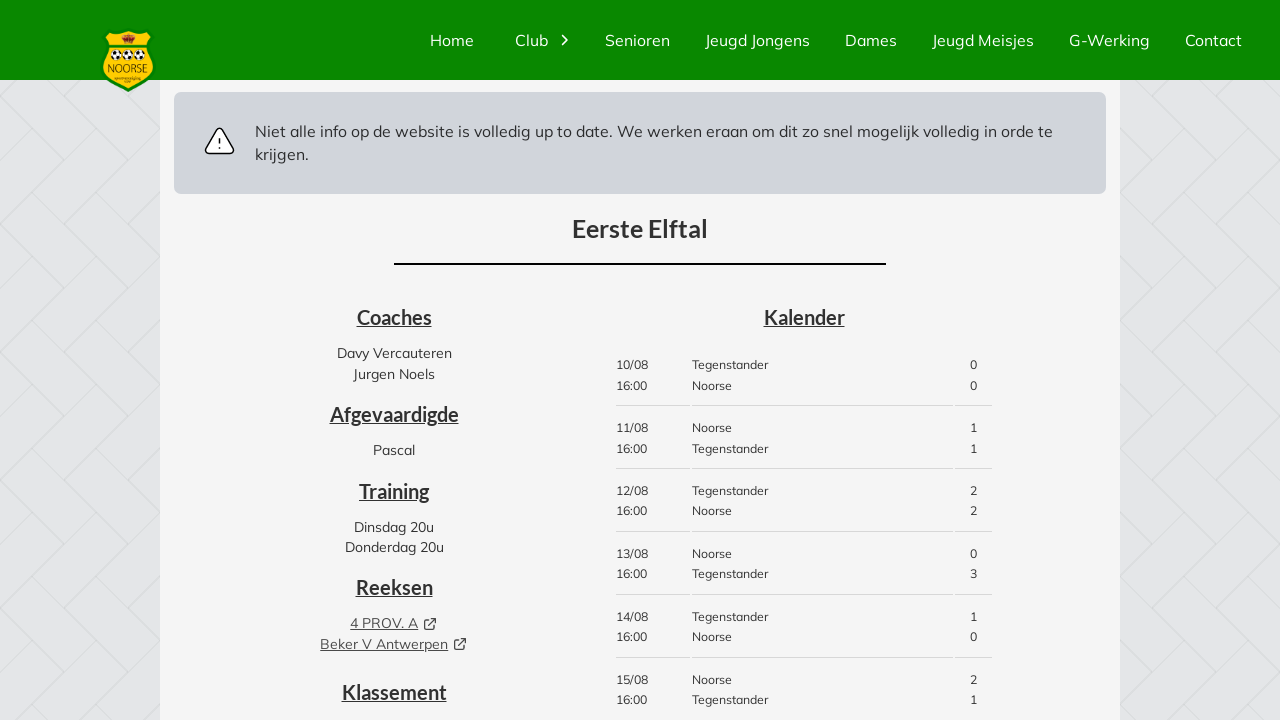 NOORSE
Home
Club
Senioren
Jeugd Jongens
Dames
Jeugd Meisjes
G-Werking
Contact
Niet alle info op de website is volledig up to date. We werken eraan om dit zo snel mogelijk volledig in orde te
krijgen.
Eerste Elftal
Coaches
Davy Vercauteren
Jurgen Noels
Afgevaardigde
Pascal
Training
Dinsdag 20u
Donderdag 20u
Reeksen
4 PROV. A
Beker V Antwerpen
Klassement
Kalender
10/08 Tegenstander 0
16:00 Noorse 0
11/08 Noorse 1
16:00 Tegenstander 1
12/08 Tegenstander 2
16:00 Noorse 2
13/08 Noorse 0
16:00 Tegenstander 3
14/08 Tegenstander 1
16:00 Noorse 0
15/08 Noorse 2
16:00 Tegenstander 1